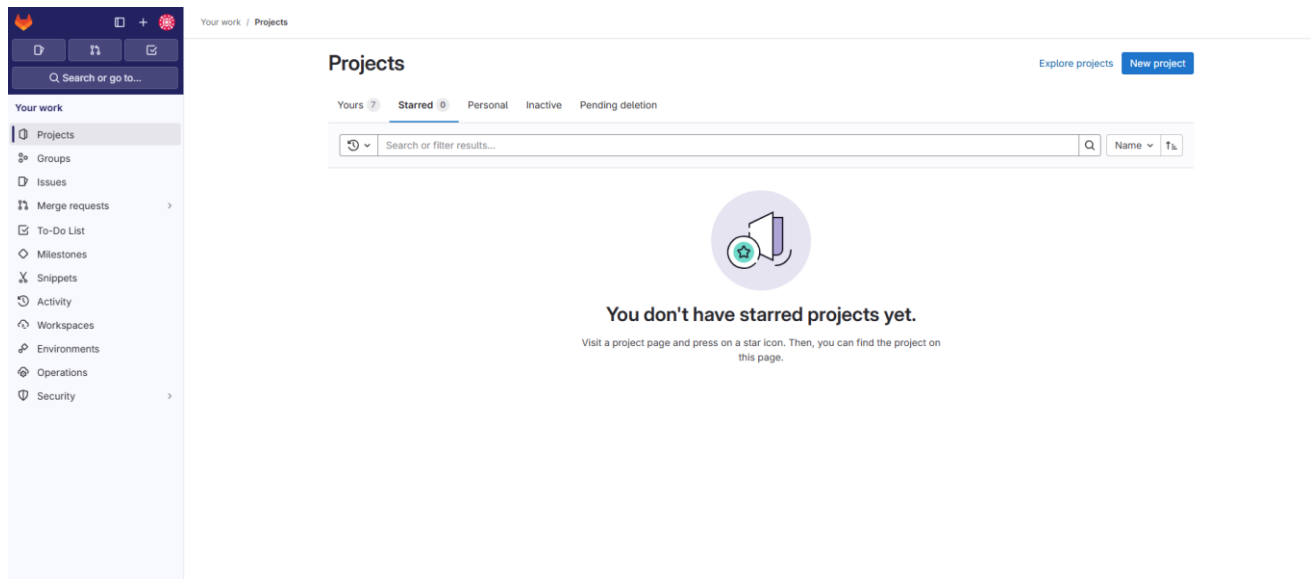 Your work / Projects
Search or go to...
Your work
Projects
Groups
Issues
Merge requests
To-Do List
Milestones
Snippets
Activity
Workspaces
Environments
Operations
Security
Projects
Explore projects
New project
Yours 7 Starred 0 Personal Inactive Pending deletion
Search or filter results...
Name
You don't have starred projects yet.
Visit a project page and press on a star icon. Then, you can find the project on
this page.